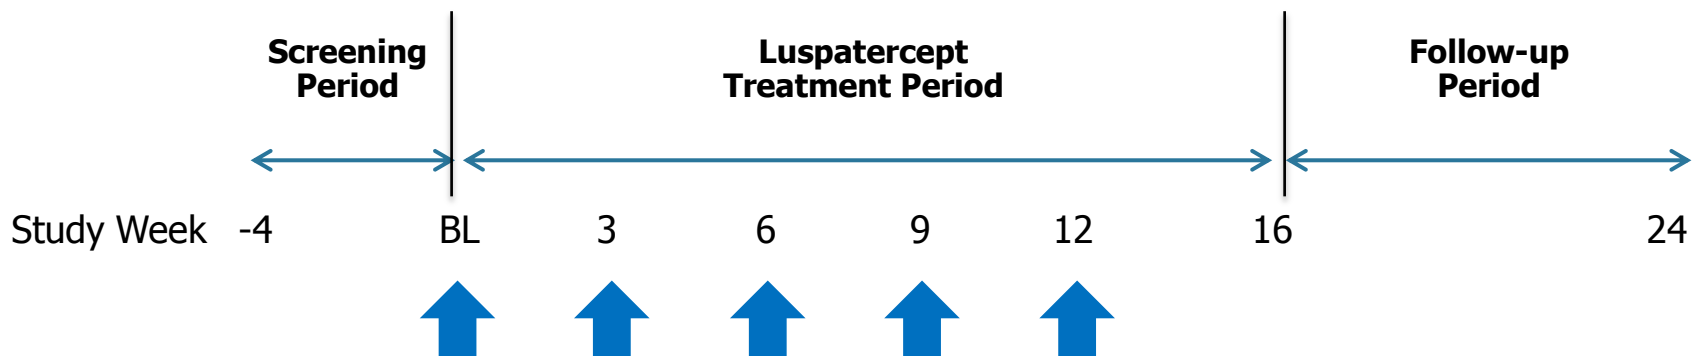 Screening
Period
Luspatercept
Treatment Period
Follow-up
Period
Study Week -4 BL 3 6 9 12 16 24